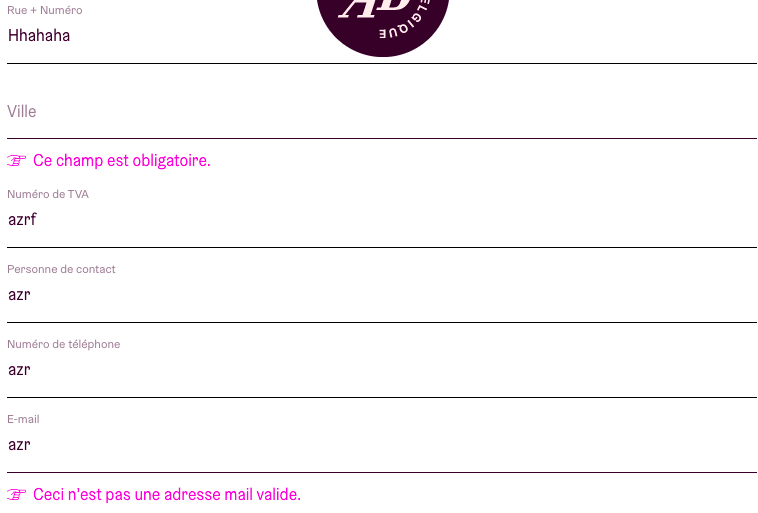 Rue + Numéro
Hhahaha
AB
ELGIQUE
Ville
Ce champ est obligatoire.
Numéro de TVA
azrf
Personne de contact
azr
Numéro de téléphone
azr
E-mail
azr
Ceci n'est pas une adresse mail valide.